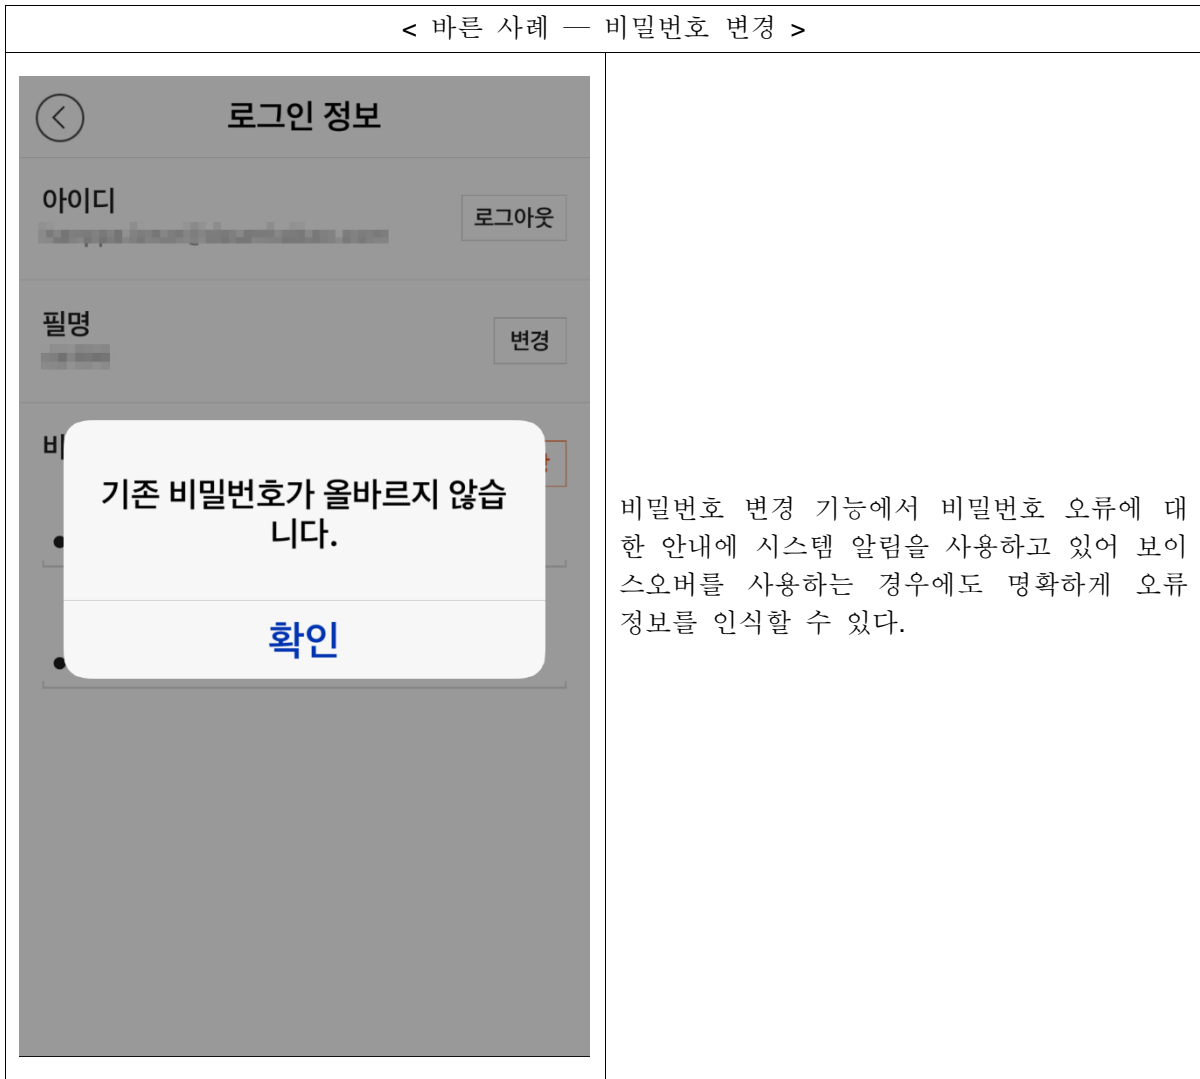 < 바른 사례 — 비밀번호 변경 >
로그인 정보
아이디
로그아웃
필명
변경
비
기존 비밀번호가 올바르지 않습
니다.
확인
비밀번호 변경 기능에서 비밀번호 오류에 대
한 안내에 시스템 알림을 사용하고 있어 보이
스오버를 사용하는 경우에도 명확하게 오류
정보를 인식할 수 있다.